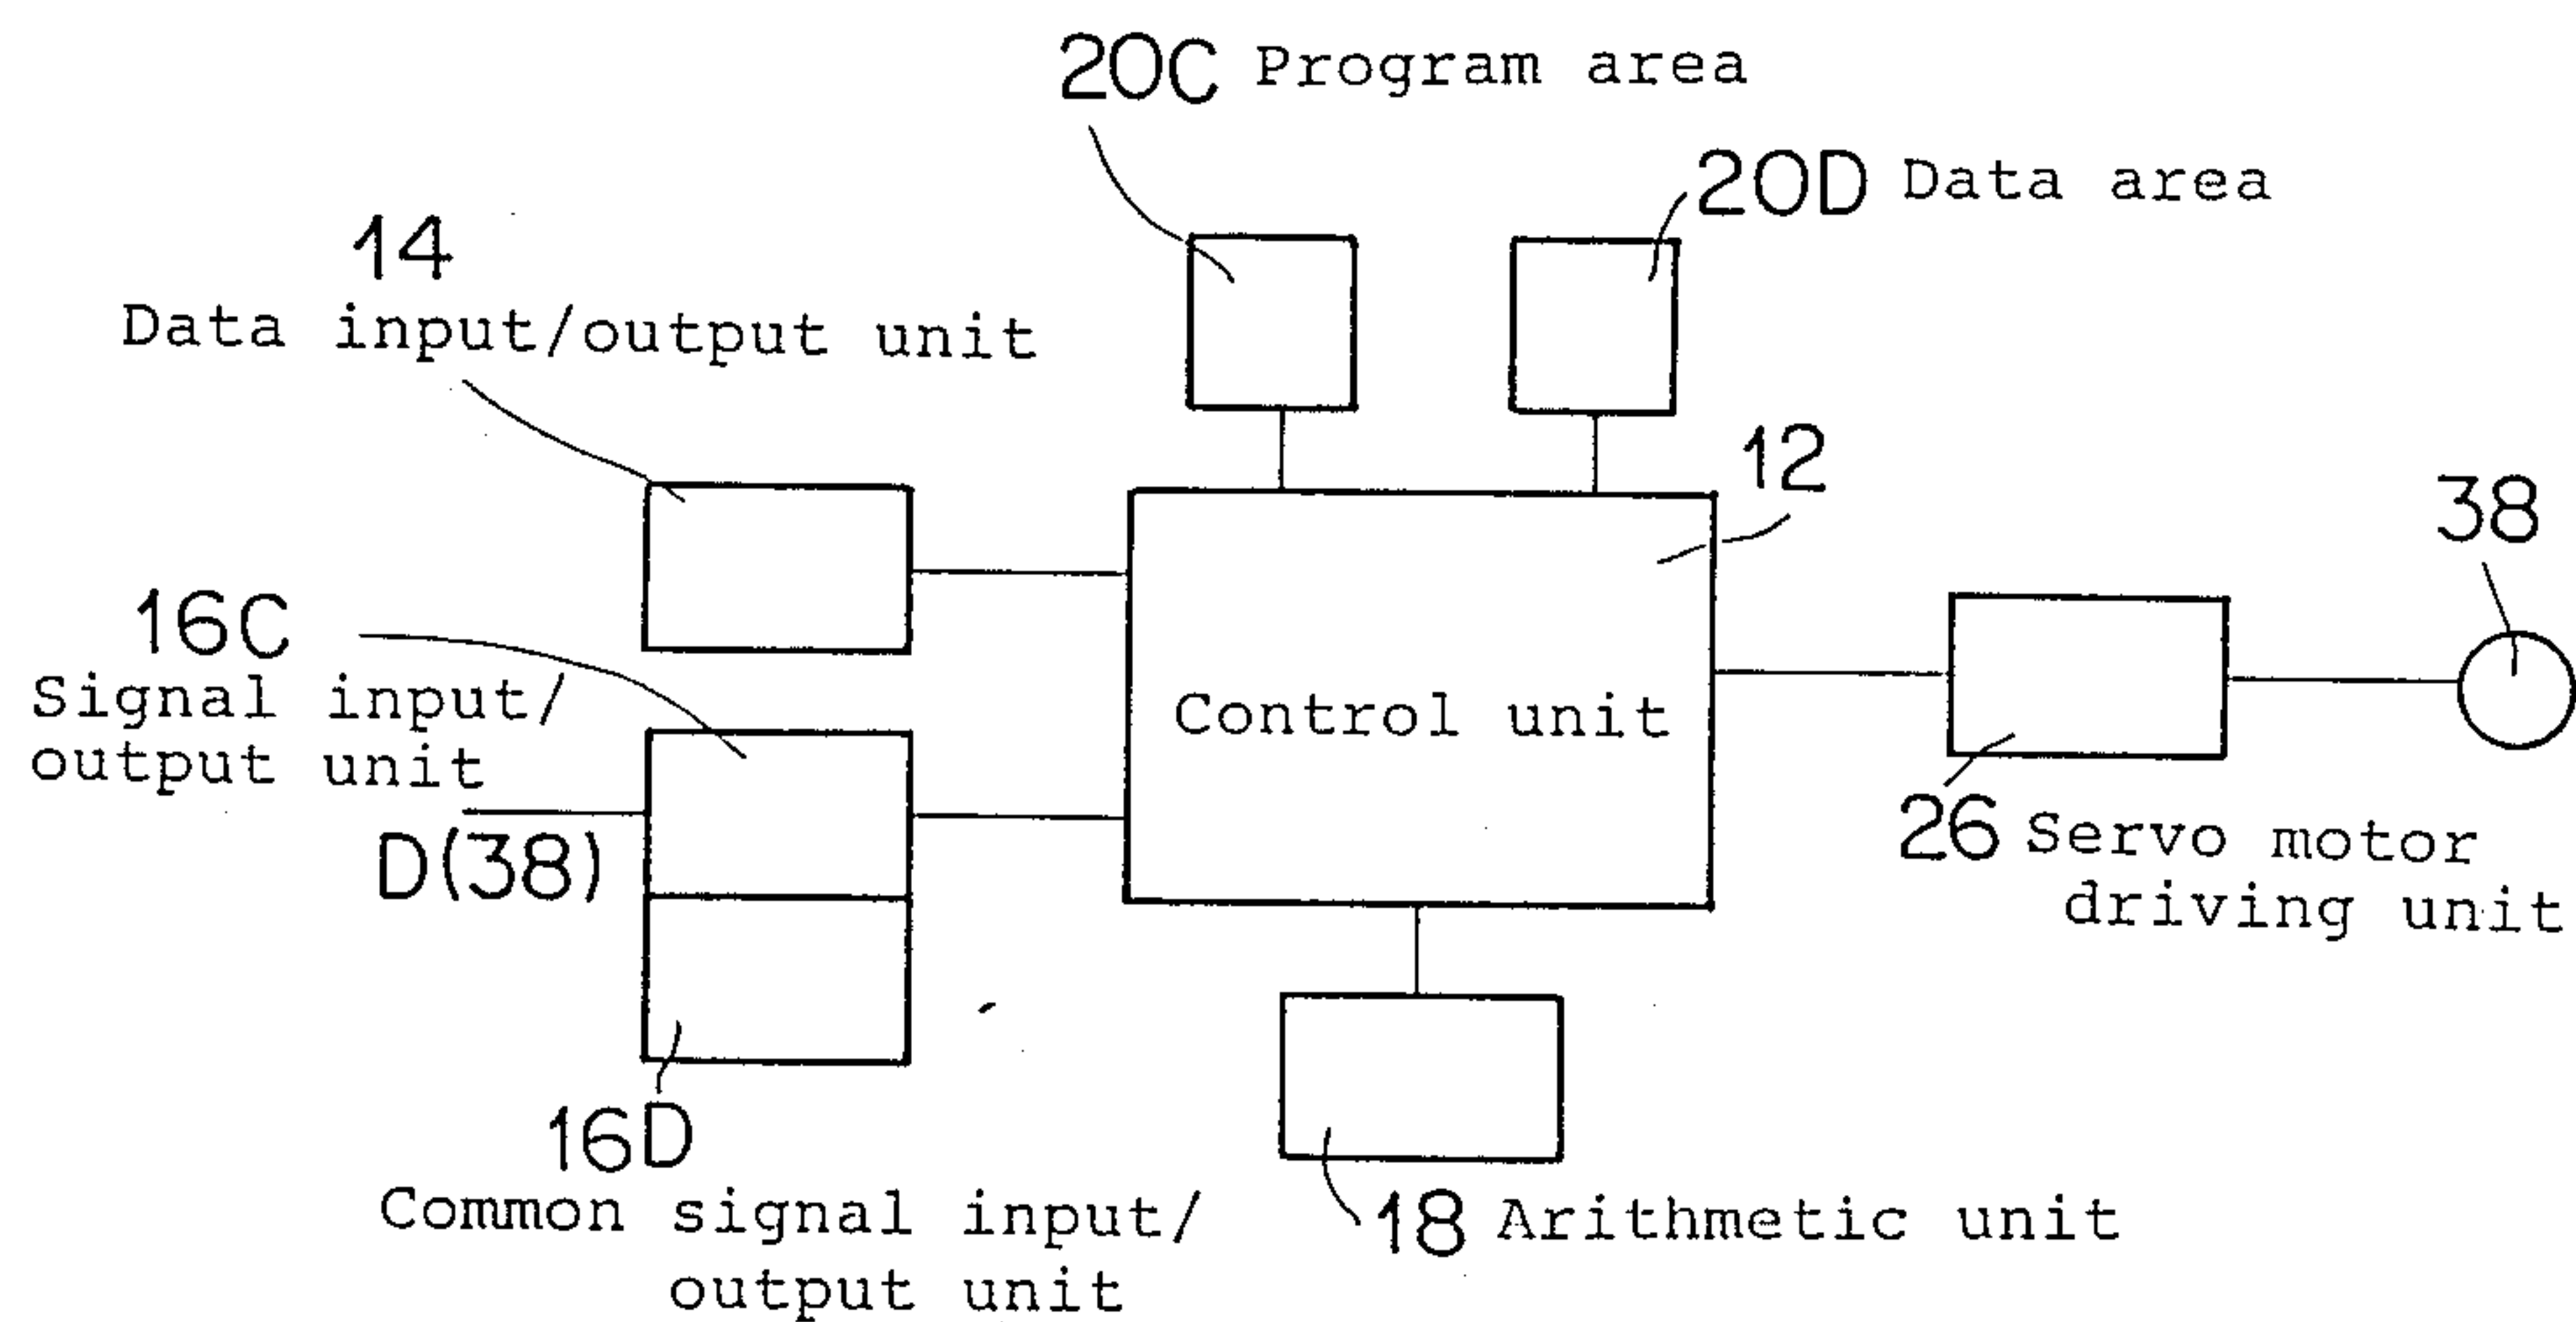 20C Program area
20D Data area
14
Data input/output unit
12
38
16C
Signal input/
output unit
Control unit
D(38)
26 Servo motor
driving unit
16D
Common signal input/
output unit
18 Arithmetic unit